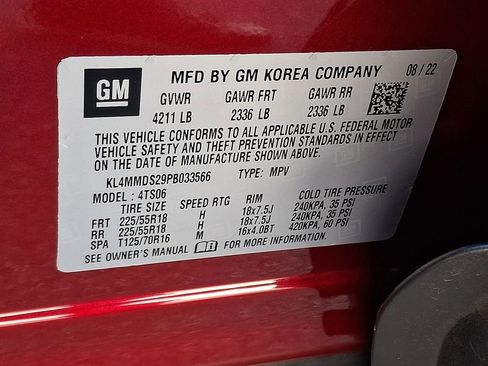 GM MFD BY GM KOREA COMPANY 08/22
GVWR GAWR FRT GAWR RR
4211 LB 2336 LB 2336 LB
THIS VEHICLE CONFORMS TO ALL APPLICABLE U.S. FEDERAL MOTOR
VEHICLE SAFETY AND THEFT PREVENTION STANDARDS IN EFFECT
ON THE DATE OF MANUFACTURE SHOWN ABOVE.
KL4MMDS29PB033566 TYPE: MPV
4TS06
TIRE SIZE SPEED RTG RIM COLD TIRE PRESSURE
FRT 225/55R18 H 18x7.5J 240KPA, 35 PSI
RR 225/55R18 H 18x7.5J 240KPA, 35 PSI
SPA T125/70R16 M 16x4.0BT 420KPA, 60 PSI
SEE OWNER'S MANUAL FOR MORE INFORMATION.